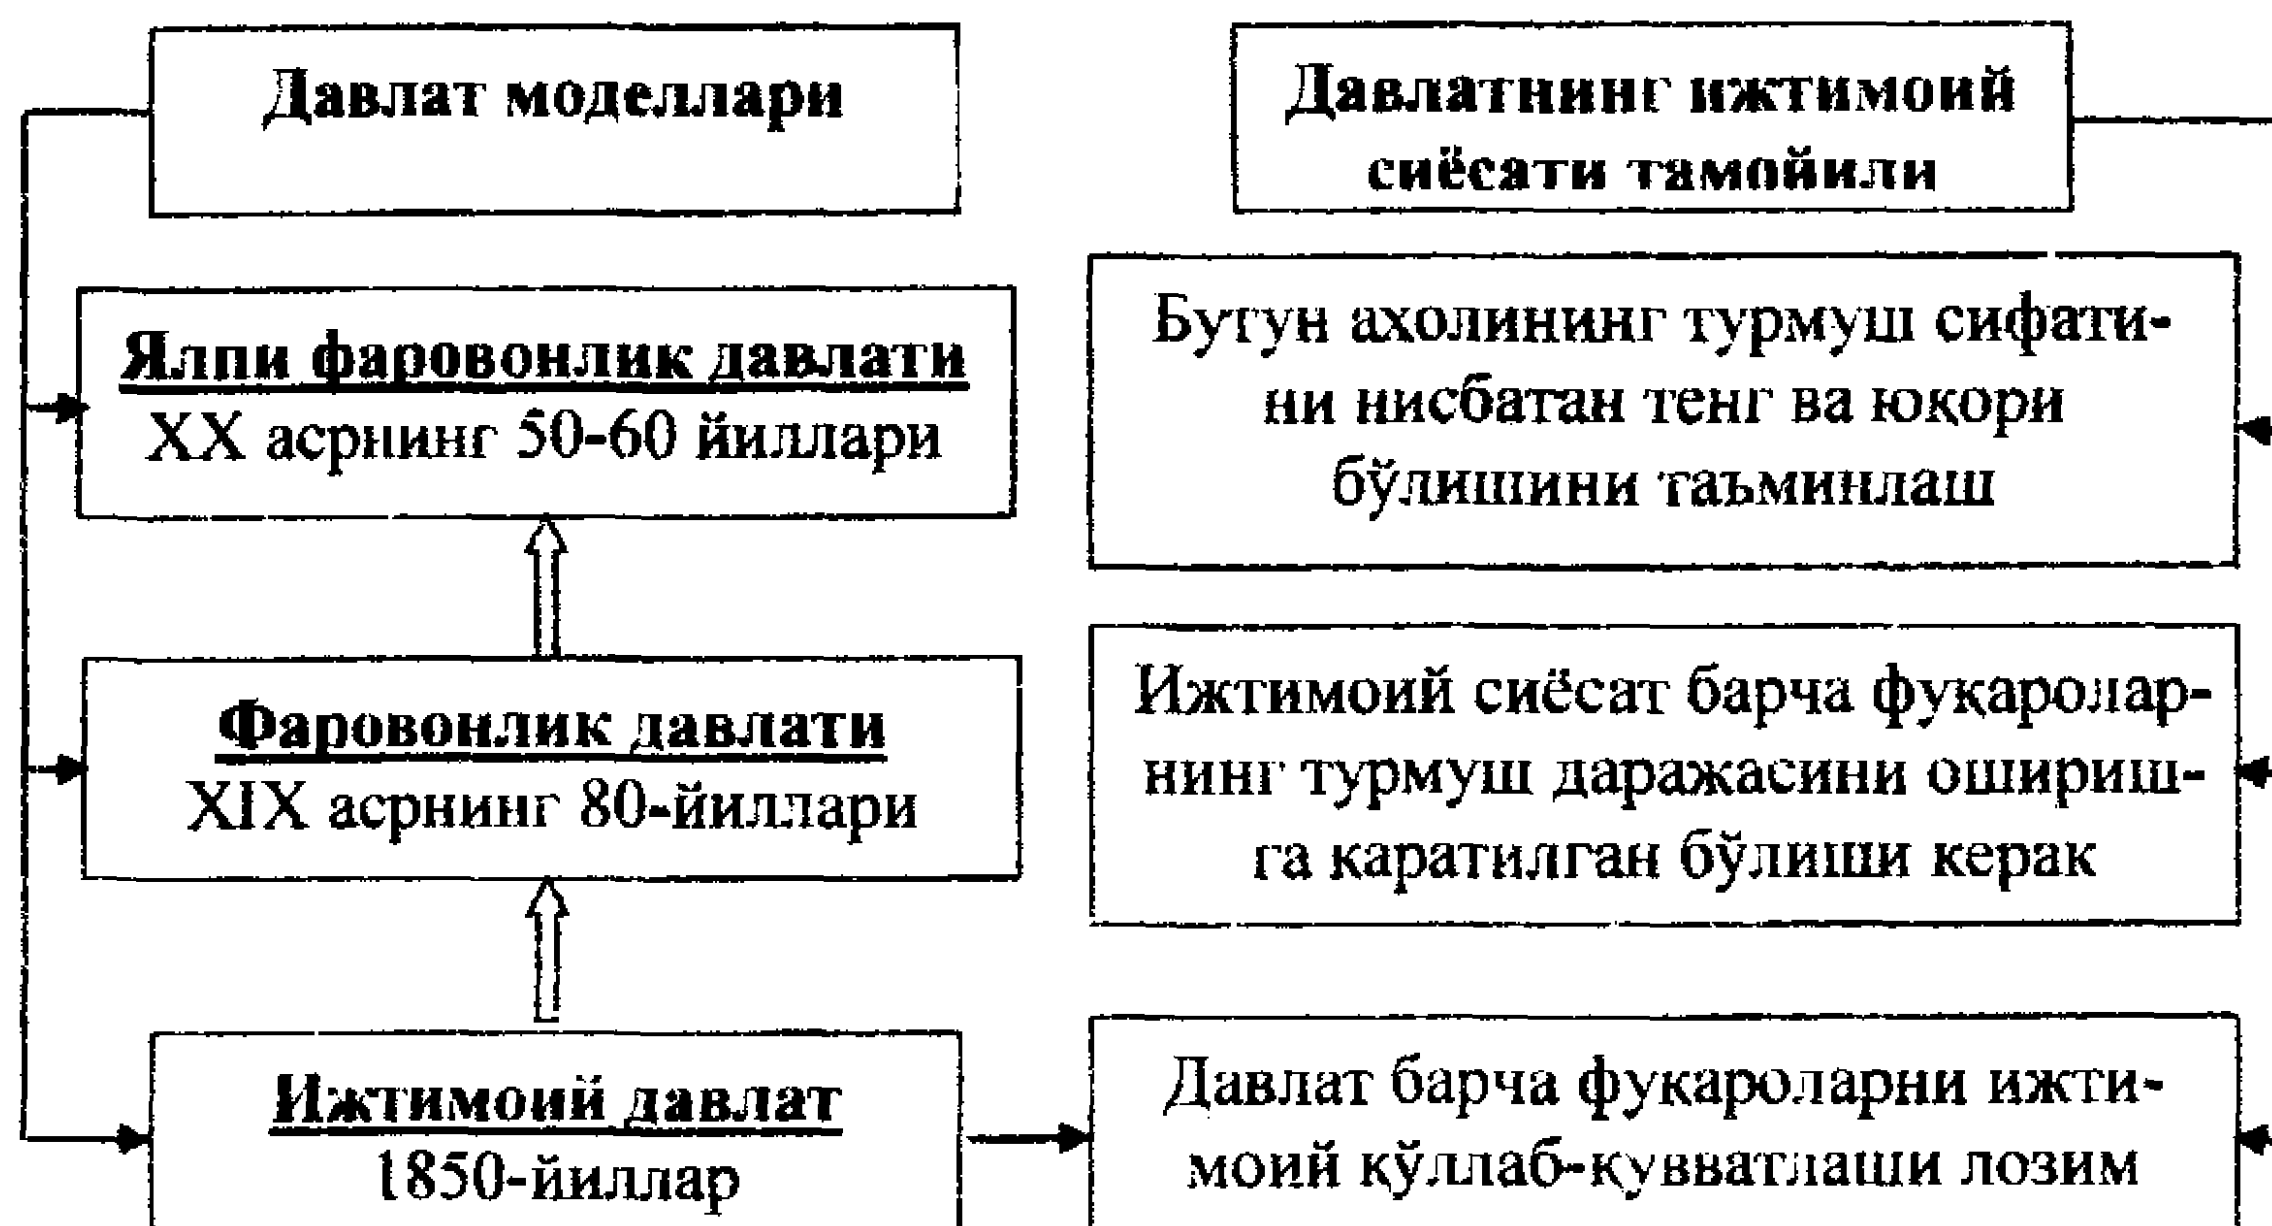 Давлат моделлари
Давлатнинг ижтимоий
сиёсати тамойили
Ялпи фаровонлик давлати
XX асрнинг 50-60 йиллари
Бутун ахолининг турмуш сифати-
ни нисбатан тенг ва юқори
бўлишини таъминлаш
Фаровонлик давлати
XIX асрнинг 80-йиллари
Ижтимоий сиёсат барча фуқаролар-
нинг турмуш даражасини ошириш-
га каратилган бўлиши керак
Ижтимоий давлат
1850-йиллар
Давлат барча фукароларни ижти-
моий қўллаб-қувватлаши лозим